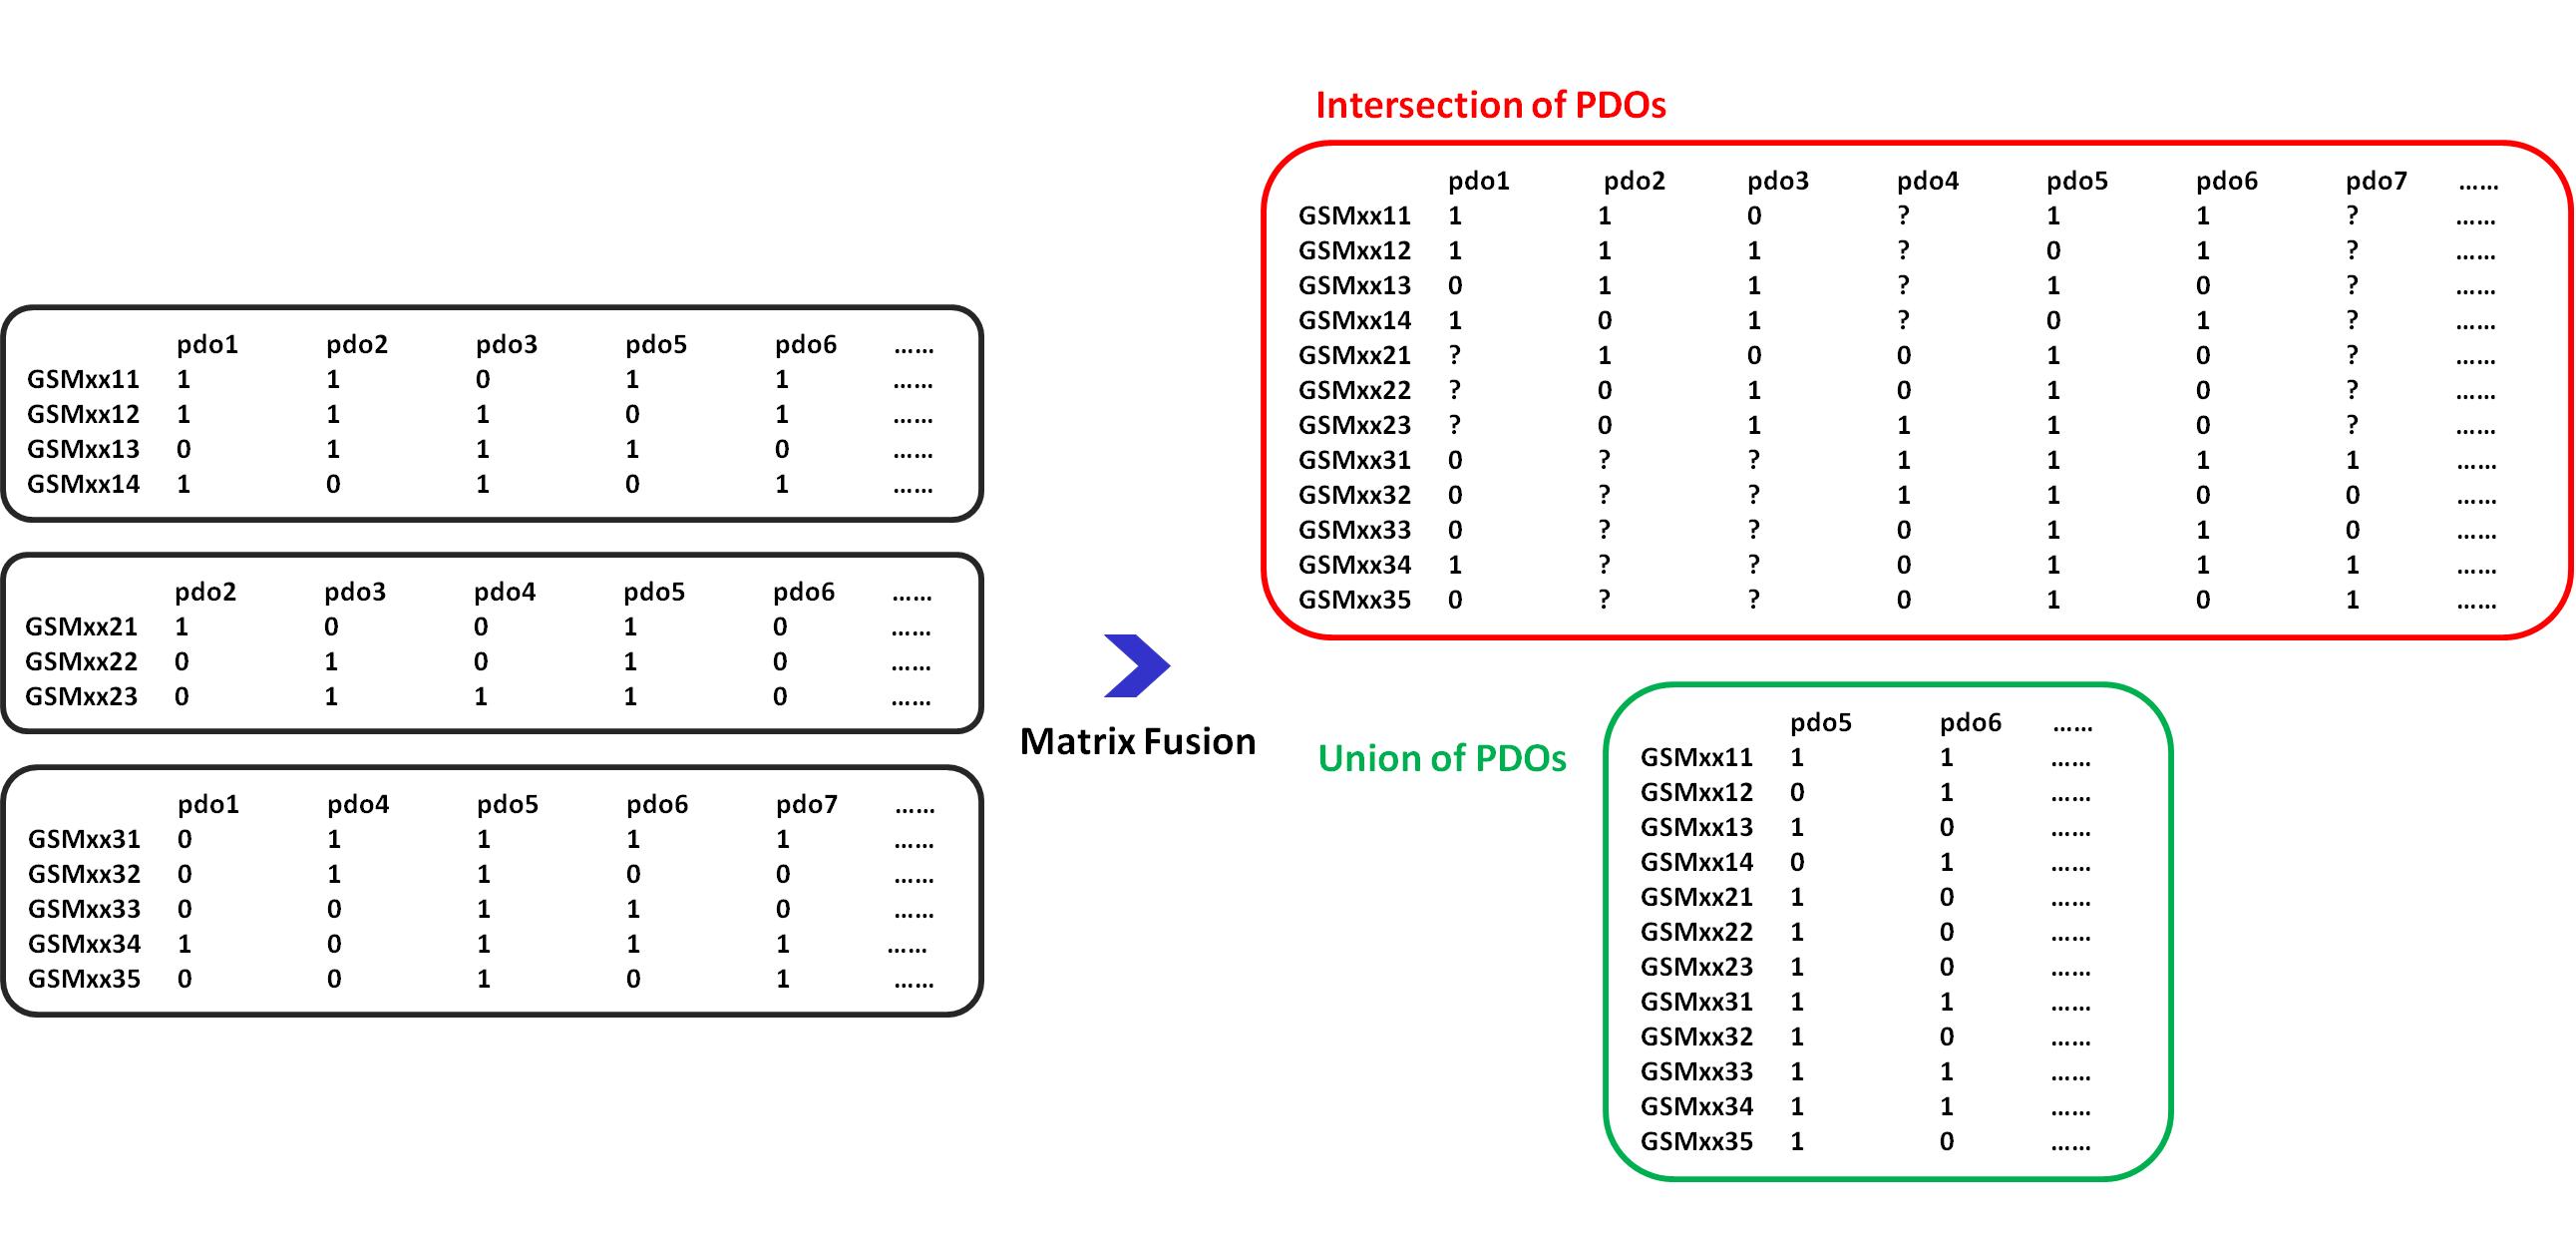 pdo1 pdo2 pdo3 pdo5 pdo6 ......
GSMxx11 1 1 0 1 1 ......
GSMxx12 1 1 1 0 1 ......
GSMxx13 0 1 1 1 0 ......
GSMxx14 1 0 1 0 1 ......
pdo2 pdo3 pdo4 pdo5 pdo6 ......
GSMxx21 1 0 0 1 0 ......
GSMxx22 0 1 0 1 0 ......
GSMxx23 0 1 1 1 0 ......
pdo1 pdo4 pdo5 pdo6 pdo7 ......
GSMxx31 0 1 1 1 1 ......
GSMxx32 0 1 1 0 0 ......
GSMxx33 0 0 1 1 0 ......
GSMxx34 1 0 1 1 1 ......
GSMxx35 0 0 1 0 1 ......
Matrix Fusion
Intersection of PDOs
pdo1 pdo2 pdo3 pdo4 pdo5 pdo6 pdo7 ......
GSMxx11 1 1 0 ? 1 1 ? ......
GSMxx12 1 1 1 ? 0 1 ? ......
GSMxx13 0 1 1 ? 1 0 ? ......
GSMxx14 1 0 1 ? 0 1 ? ......
GSMxx21 ? 1 0 0 1 0 ? ......
GSMxx22 ? 0 1 0 1 0 ? ......
GSMxx23 ? 0 1 1 1 0 ? ......
GSMxx31 0 ? ? 1 1 1 1 ......
GSMxx32 0 ? ? 1 1 0 0 ......
GSMxx33 0 ? ? 0 1 1 0 ......
GSMxx34 1 ? ? 0 1 1 1 ......
GSMxx35 0 ? ? 0 1 0 1 ......
Union of PDOs
pdo5 pdo6 ......
GSMxx11 1 1 ......
GSMxx12 0 1 ......
GSMxx13 1 0 ......
GSMxx14 0 1 ......
GSMxx21 1 0 ......
GSMxx22 1 0 ......
GSMxx23 1 0 ......
GSMxx31 1 1 ......
GSMxx32 1 0 ......
GSMxx33 1 1 ......
GSMxx34 1 1 ......
GSMxx35 1 0 ......